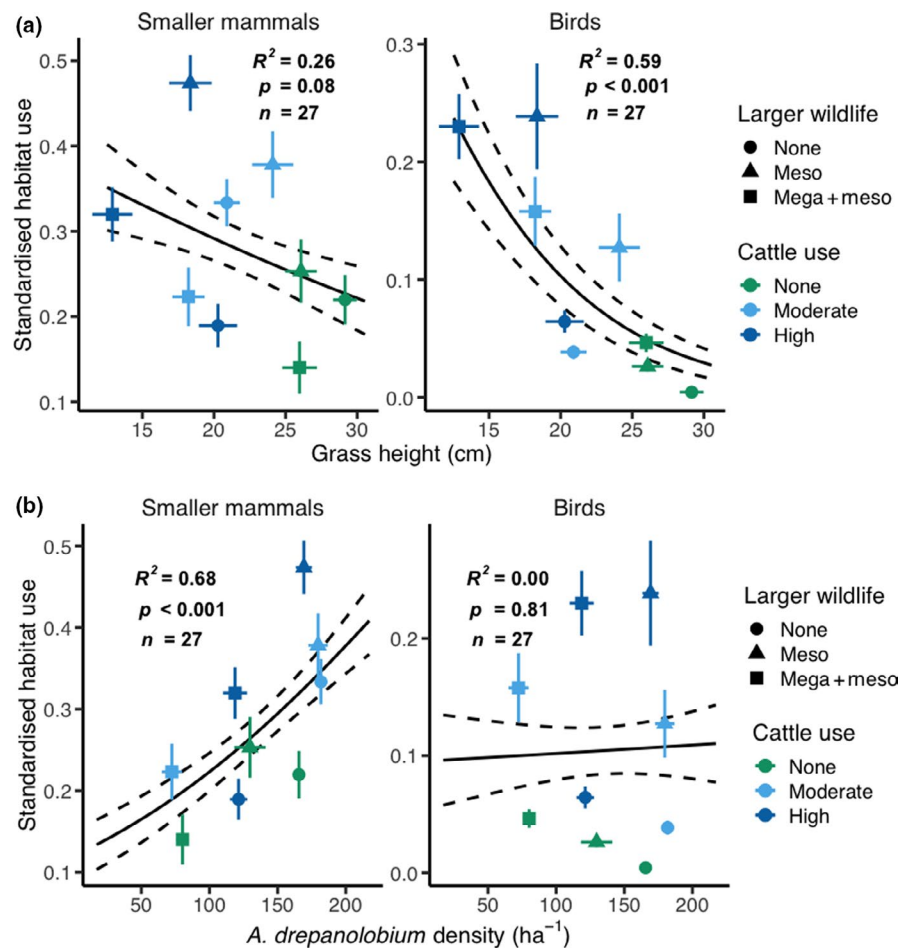 (a)
Smaller mammals
Birds
R² = 0.26
p = 0.08
n = 27
R² = 0.59
p < 0.001
n = 27
0.5
0.4
0.3
0.2
0.1
0.3
0.2
0.1
0.0
Standardised habitat use
15 20 25 30
15 20 25 30
Grass height (cm)
Larger wildlife
None
Meso
Mega + meso
Cattle use
None
Moderate
High
(b)
Smaller mammals
Birds
R² = 0.68
p < 0.001
n = 27
R² = 0.00
p = 0.81
n = 27
0.5
0.4
0.3
0.2
0.1
0.2
0.1
0.0
Standardised habitat use
50 100 150 200
50 100 150 200
A. drepanolobium density (ha⁻¹)
Larger wildlife
None
Meso
Mega + meso
Cattle use
None
Moderate
High